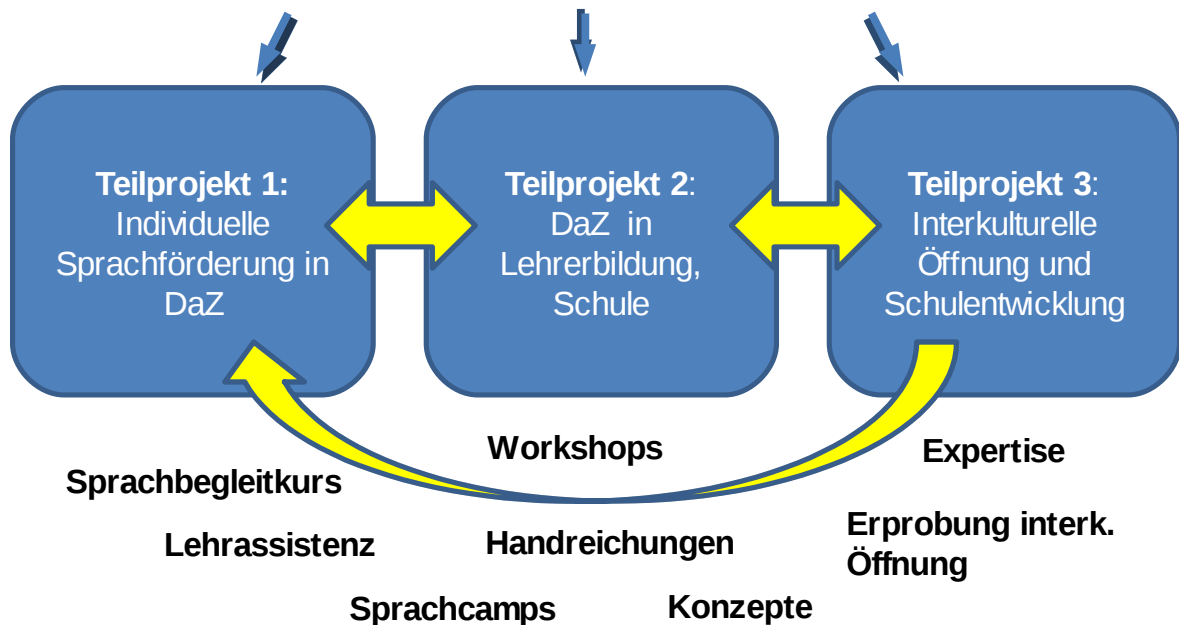 Teilprojekt 1:
Individuelle
Sprachförderung in
DaZ
Teilprojekt 2:
DaZ in
Lehrerbildung,
Schule
Teilprojekt 3:
Interkulturelle
Öffnung und
Schulentwicklung
Workshops
Expertise
Sprachbegleitkurs
Erprobung interk.
Öffnung
Lehrassistenz
Handreichungen
Sprachcamps
Konzepte